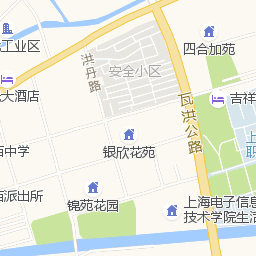 四合加苑
工业区
洪丹路
安全小区
大酒店
瓦洪公路
吉祥
银欣花苑
中学
派出所
锦苑花园
上海电子信息
技术学院生活